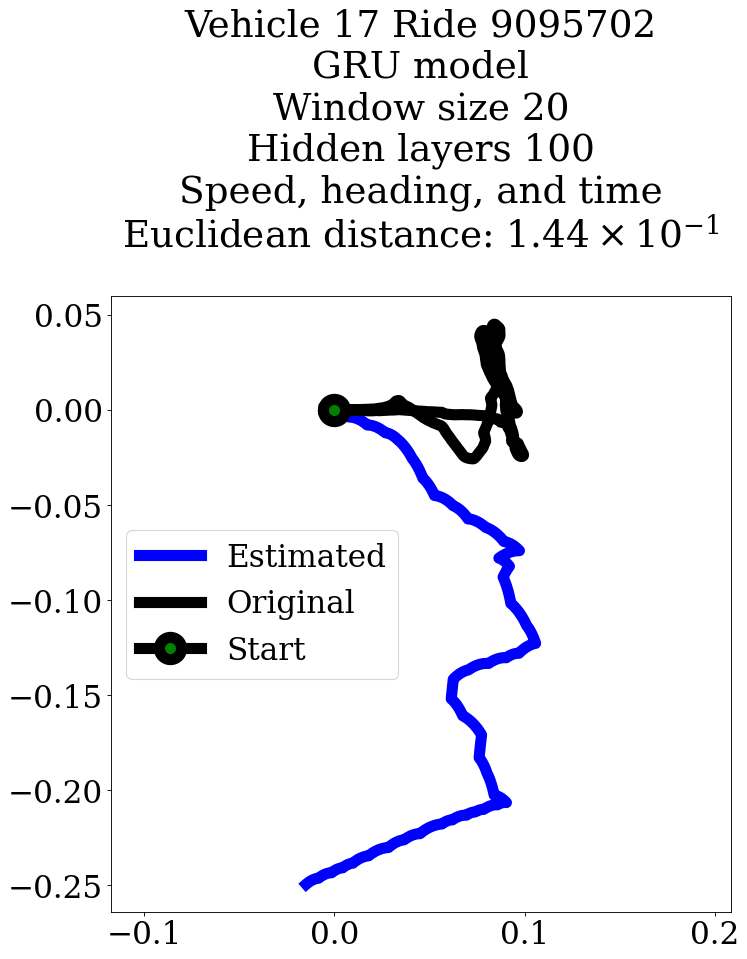 Vehicle 17 Ride 9095702
GRU model
Window size 20
Hidden layers 100
Speed, heading, and time
Euclidean distance: 1.44 × 10⁻¹
0.05
0.00
−0.05
−0.10
−0.15
−0.20
−0.25
Estimated
Original
Start
−0.1
0.0
0.1
0.2